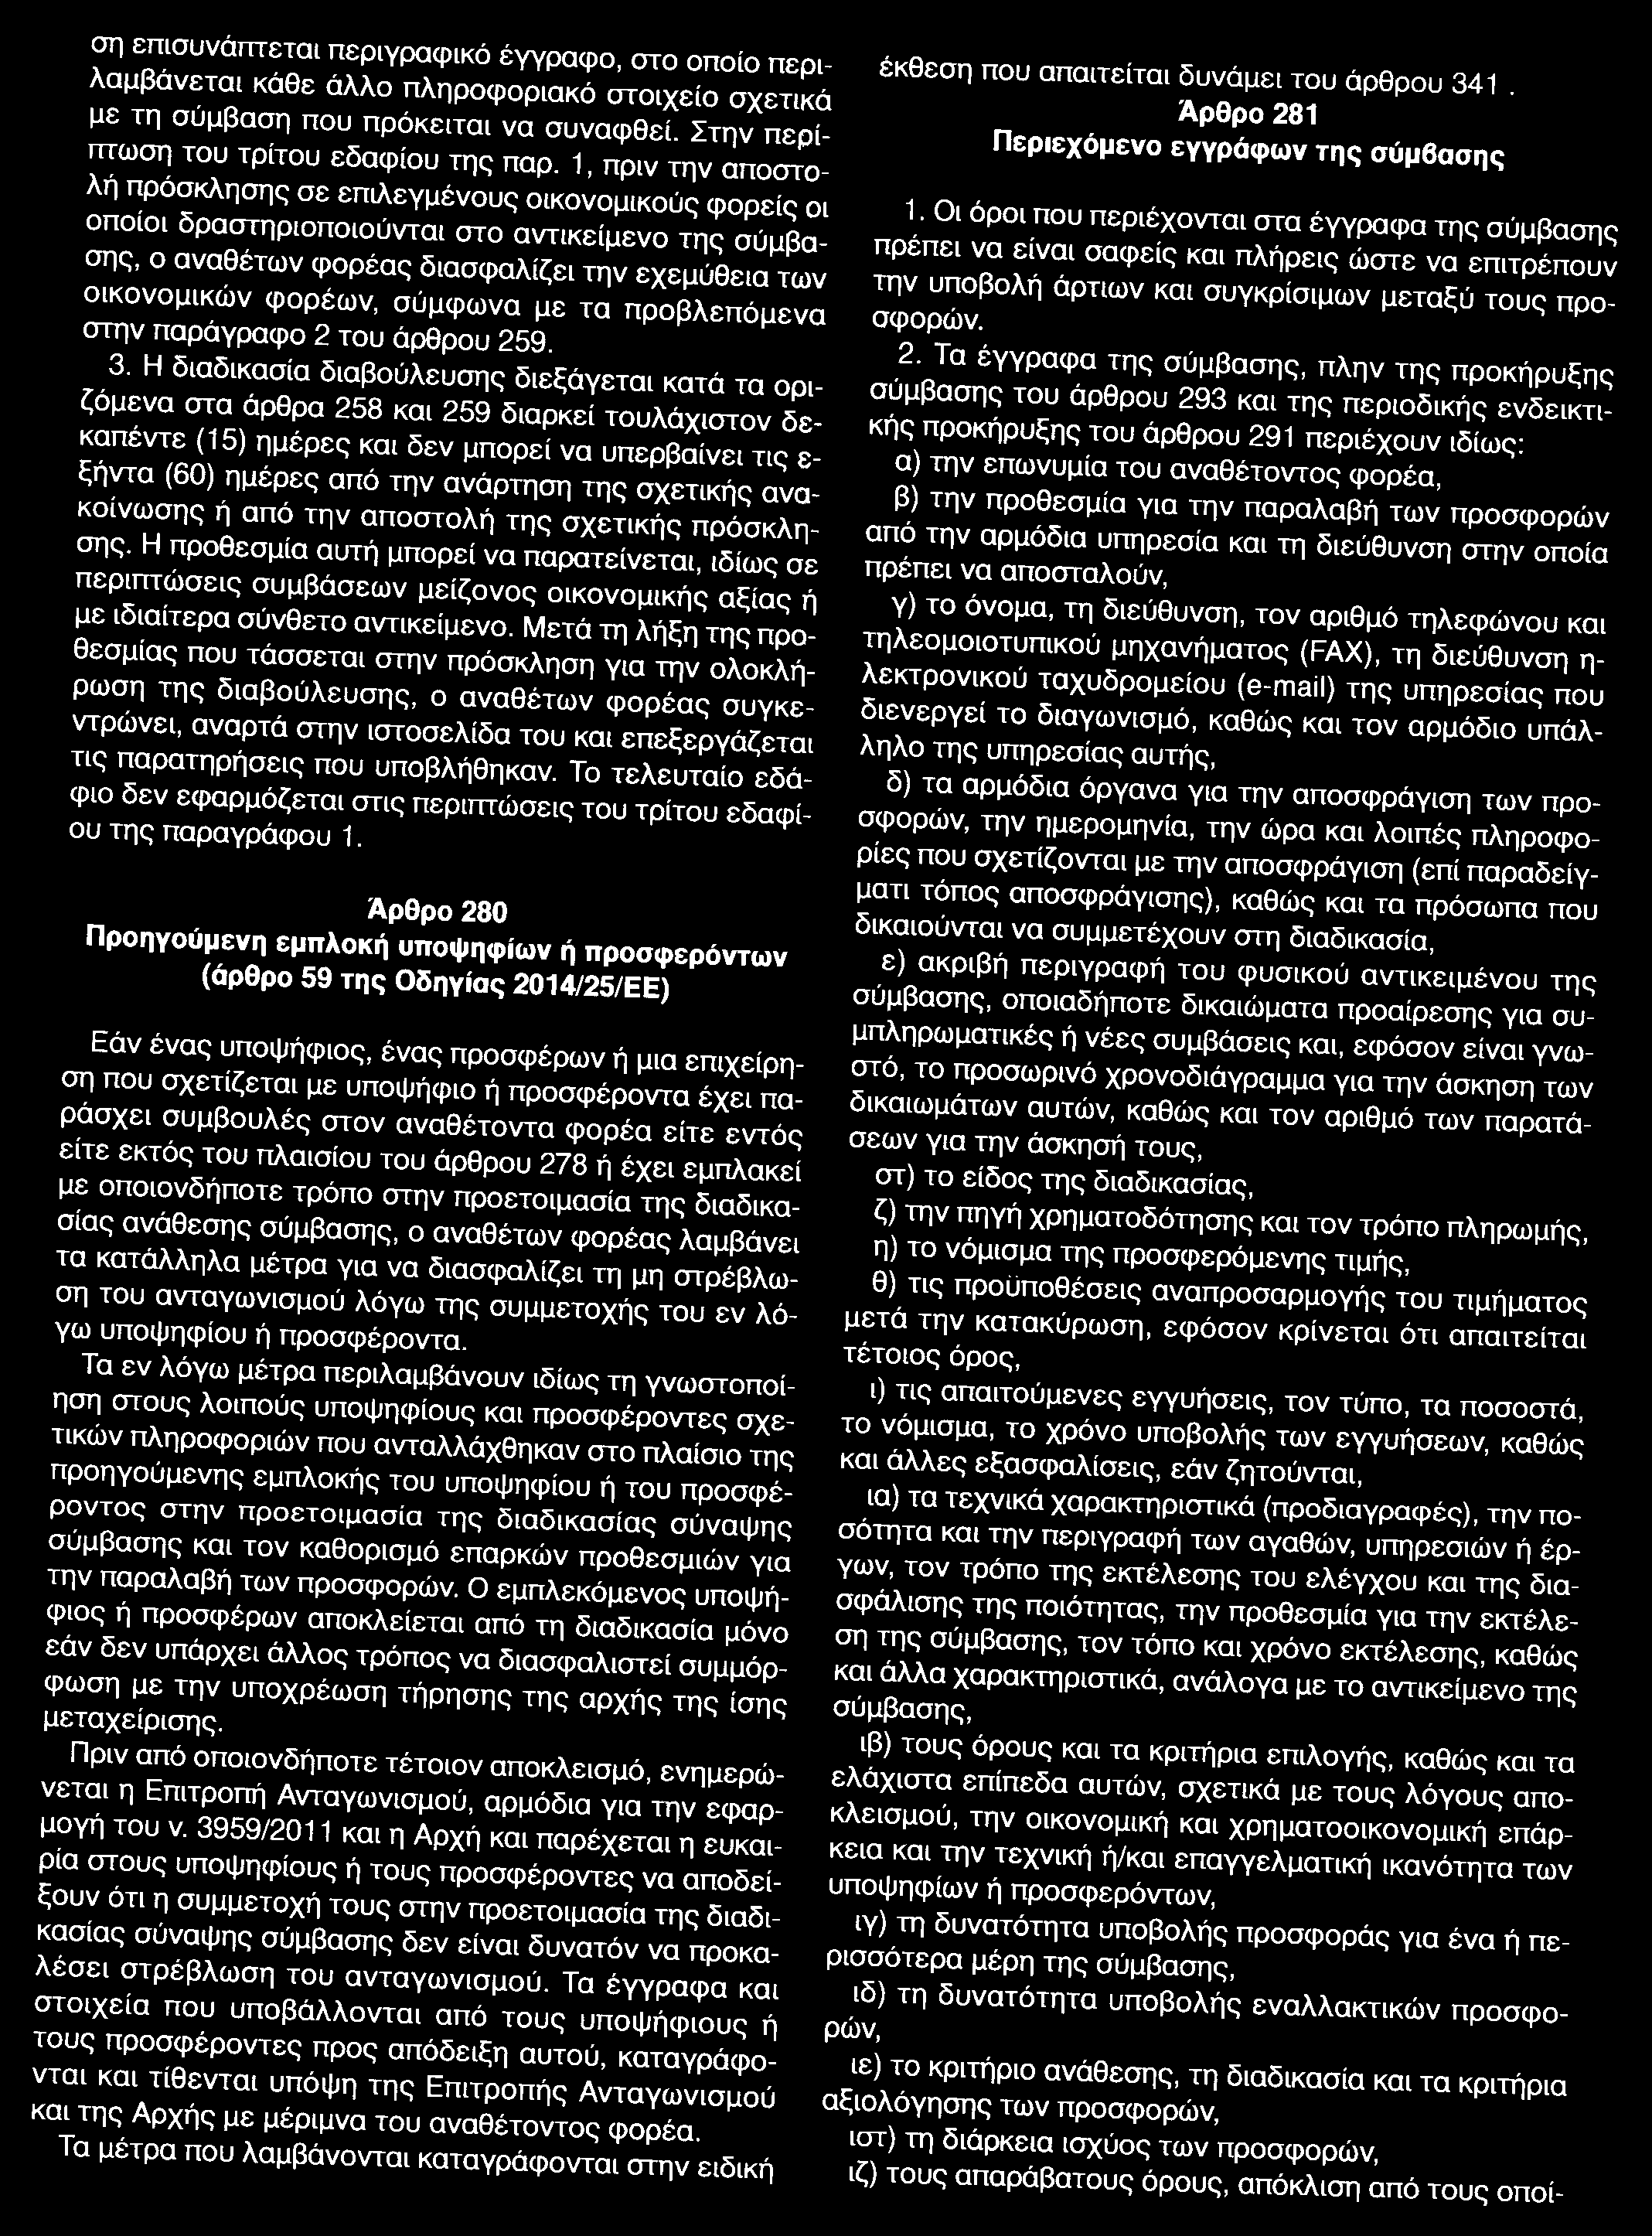 ση επισυνάπτεται περιγραφικό έγγραφο, στο οποίο περι-
λαμβάνεται κάθε άλλο πληροφοριακό στοιχείο σχετικά
με τη σύμβαση που πρόκειται να συναφθεί. Στην περί-
πτωση του τρίτου εδαφίου της παρ. 1, πριν την αποστο-
λή πρόσκλησης σε επιλεγμένους οικονομικούς φορείς οι
οποίοι δραστηριοποιούνται στο αντικείμενο της σύμβα-
σης, ο αναθέτων φορέας διασφαλίζει την εχεμύθεια των
οικονομικών φορέων, σύμφωνα με τα προβλεπόμενα
στην παράγραφο 2 του άρθρου 259.
3. Η διαδικασία διαβούλευσης διεξάγεται κατά τα ορι-
ζόμενα στα άρθρα 258 και 259 διαρκεί τουλάχιστον δε-
καπέντε (15) ημέρες και δεν μπορεί να υπερβαίνει τις ε-
ξήντα (60) ημέρες από την ανάρτηση της σχετικής ανα-
κοίνωσης ή από την αποστολή της σχετικής πρόσκλη-
σης. Η προθεσμία αυτή μπορεί να παρατείνεται, ιδίως σε
περιπτώσεις συμβάσεων μείζονος οικονομικής αξίας ή
με ιδιαίτερα σύνθετο αντικείμενο. Μετά τη λήξη της προ-
θεσμίας που τάσσεται στην πρόσκληση για την ολοκλή-
ρωση της διαβούλευσης, ο αναθέτων φορέας συγκε-
ντρώνει, αναρτά στην ιστοσελίδα του και επεξεργάζεται
τις παρατηρήσεις που υποβλήθηκαν. Το τελευταίο εδά-
φιο δεν εφαρμόζεται στις περιπτώσεις του τρίτου εδαφί-
ου της παραγράφου 1.
Άρθρο 280
Προηγούμενη εμπλοκή υποψηφίων ή προσφερόντων
(άρθρο 59 της Οδηγίας 2014/25/ΕΕ)
Εάν ένας υποψήφιος, ένας προσφέρων ή μια επιχείρη-
ση που σχετίζεται με υποψήφιο ή προσφέροντα έχει πα-
ράσχει συμβουλές στον αναθέτοντα φορέα είτε εντός
είτε εκτός του πλαισίου του άρθρου 278 ή έχει εμπλακεί
με οποιονδήποτε τρόπο στην προετοιμασία της διαδικα-
σίας ανάθεσης σύμβασης, ο αναθέτων φορέας λαμβάνει
τα κατάλληλα μέτρα για να διασφαλίζει τη μη στρέβλω-
ση του ανταγωνισμού λόγω της συμμετοχής του εν λό-
γω υποψηφίου ή προσφέροντα.
Τα εν λόγω μέτρα περιλαμβάνουν ιδίως τη γνωστοποί-
ηση στους λοιπούς υποψηφίους και προσφέροντες σχε-
τικών πληροφοριών που ανταλλάχθηκαν στο πλαίσιο της
προηγούμενης εμπλοκής του υποψηφίου ή του προσφέ-
ροντος στην προετοιμασία της διαδικασίας σύναψης
σύμβασης και τον καθορισμό επαρκών προθεσμιών για
την παραλαβή των προσφορών. Ο εμπλεκόμενος υποψή-
φιος ή προσφέρων αποκλείεται από τη διαδικασία μόνο
εάν δεν υπάρχει άλλος τρόπος να διασφαλιστεί συμμόρ-
φωση με την υποχρέωση τήρησης της αρχής της ίσης
μεταχείρισης.
Πριν από οποιονδήποτε τέτοιον αποκλεισμό, ενημερώ-
νεται η Επιτροπή Ανταγωνισμού, αρμόδια για την εφαρ-
μογή του ν. 3959/2011 και η Αρχή και παρέχεται η ευκαι-
ρία στους υποψηφίους ή τους προσφέροντες να αποδεί-
ξουν ότι η συμμετοχή τους στην προετοιμασία της διαδι-
κασίας σύναψης σύμβασης δεν είναι δυνατόν να προκα-
λέσει στρέβλωση του ανταγωνισμού. Τα έγγραφα και
στοιχεία που υποβάλλονται από τους υποψήφιους ή
τους προσφέροντες προς απόδειξη αυτού, καταγράφο-
νται και τίθενται υπόψη της Επιτροπής Ανταγωνισμού
και της Αρχής με μέριμνα του αναθέτοντος φορέα.
Τα μέτρα που λαμβάνονται καταγράφονται στην ειδική
έκθεση που απαιτείται δυνάμει του άρθρου 341 .
Άρθρο 281
Περιεχόμενο εγγράφων της σύμβασης
1. Οι όροι που περιέχονται στα έγγραφα της σύμβασης
πρέπει να είναι σαφείς και πλήρεις ώστε να επιτρέπουν
την υποβολή άρτιων και συγκρίσιμων μεταξύ τους προ-
σφορών.
2. Τα έγγραφα της σύμβασης, πλην της προκήρυξης
σύμβασης του άρθρου 293 και της περιοδικής ενδεικτι-
κής προκήρυξης του άρθρου 291 περιέχουν ιδίως:
α) την επωνυμία του αναθέτοντος φορέα,
β) την προθεσμία για την παραλαβή των προσφορών
από την αρμόδια υπηρεσία και τη διεύθυνση στην οποία
πρέπει να αποσταλούν,
γ) το όνομα, τη διεύθυνση, τον αριθμό τηλεφώνου και
τηλεομοιοτυπικού μηχανήματος (FAX), τη διεύθυνση η-
λεκτρονικού ταχυδρομείου (e-mail) της υπηρεσίας που
διενεργεί το διαγωνισμό, καθώς και τον αρμόδιο υπάλ-
ληλο της υπηρεσίας αυτής,
δ) τα αρμόδια όργανα για την αποσφράγιση των προ-
σφορών, την ημερομηνία, την ώρα και λοιπές πληροφο-
ρίες που σχετίζονται με την αποσφράγιση (επί παραδείγ-
ματι τόπος αποσφράγισης), καθώς και τα πρόσωπα που
δικαιούνται να συμμετέχουν στη διαδικασία,
ε) ακριβή περιγραφή του φυσικού αντικειμένου της
σύμβασης, οποιαδήποτε δικαιώματα προαίρεσης για συ-
μπληρωματικές ή νέες συμβάσεις και, εφόσον είναι γνω-
στό, το προσωρινό χρονοδιάγραμμα για την άσκηση των
δικαιωμάτων αυτών, καθώς και τον αριθμό των παρατά-
σεων για την άσκησή τους,
στ) το είδος της διαδικασίας,
ζ) την πηγή χρηματοδότησης και τον τρόπο πληρωμής,
η) το νόμισμα της προσφερόμενης τιμής,
θ) τις προϋποθέσεις αναπροσαρμογής του τιμήματος
μετά την κατακύρωση, εφόσον κρίνεται ότι απαιτείται
τέτοιος όρος,
ι) τις απαιτούμενες εγγυήσεις, τον τύπο, τα ποσοστά,
το νόμισμα, το χρόνο υποβολής των εγγυήσεων, καθώς
και άλλες εξασφαλίσεις, εάν ζητούνται,
ια) τα τεχνικά χαρακτηριστικά (προδιαγραφές), την πο-
σότητα και την περιγραφή των αγαθών, υπηρεσιών ή έρ-
γων, τον τρόπο της εκτέλεσης του ελέγχου και της δια-
σφάλισης της ποιότητας, την προθεσμία για την εκτέλε-
ση της σύμβασης, τον τόπο και χρόνο εκτέλεσης, καθώς
και άλλα χαρακτηριστικά, ανάλογα με το αντικείμενο της
σύμβασης,
ιβ) τους όρους και τα κριτήρια επιλογής, καθώς και τα
ελάχιστα επίπεδα αυτών, σχετικά με τους λόγους απο-
κλεισμού, την οικονομική και χρηματοοικονομική επάρ-
κεια και την τεχνική ή/και επαγγελματική ικανότητα των
υποψηφίων ή προσφερόντων,
ιγ) τη δυνατότητα υποβολής προσφοράς για ένα ή πε-
ρισσότερα μέρη της σύμβασης,
ιδ) τη δυνατότητα υποβολής εναλλακτικών προσφο-
ρών,
ιε) το κριτήριο ανάθεσης, τη διαδικασία και τα κριτήρια
αξιολόγησης των προσφορών,
ιστ) τη διάρκεια ισχύος των προσφορών,
ιζ) τους απαράβατους όρους, απόκλιση από τους οποί-